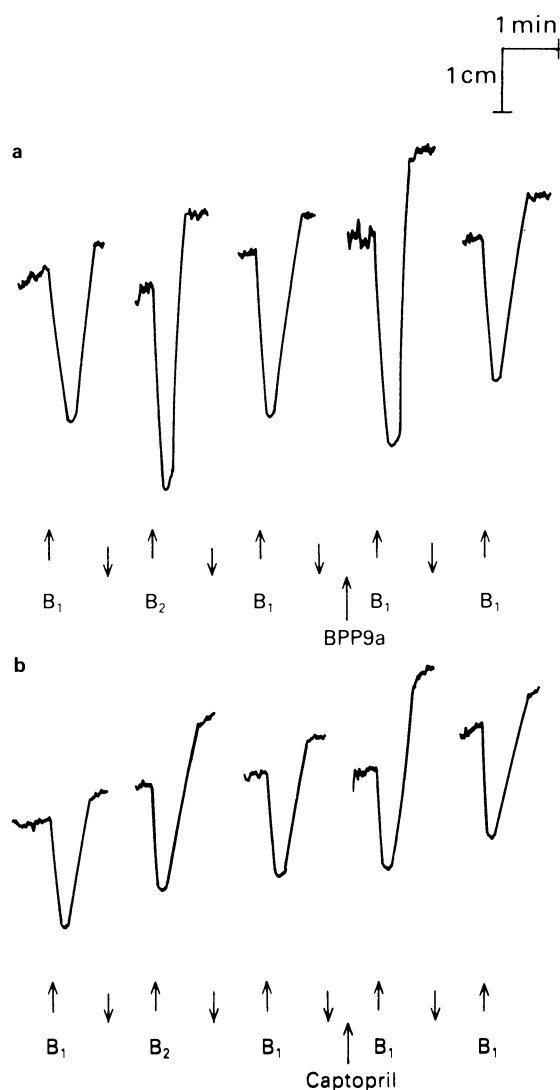 1 min
1 cm
a
B₁ B₂ B₁ B₁ B₁
BPP9a
b
B₁ B₂ B₁ B₁ B₁
Captopril